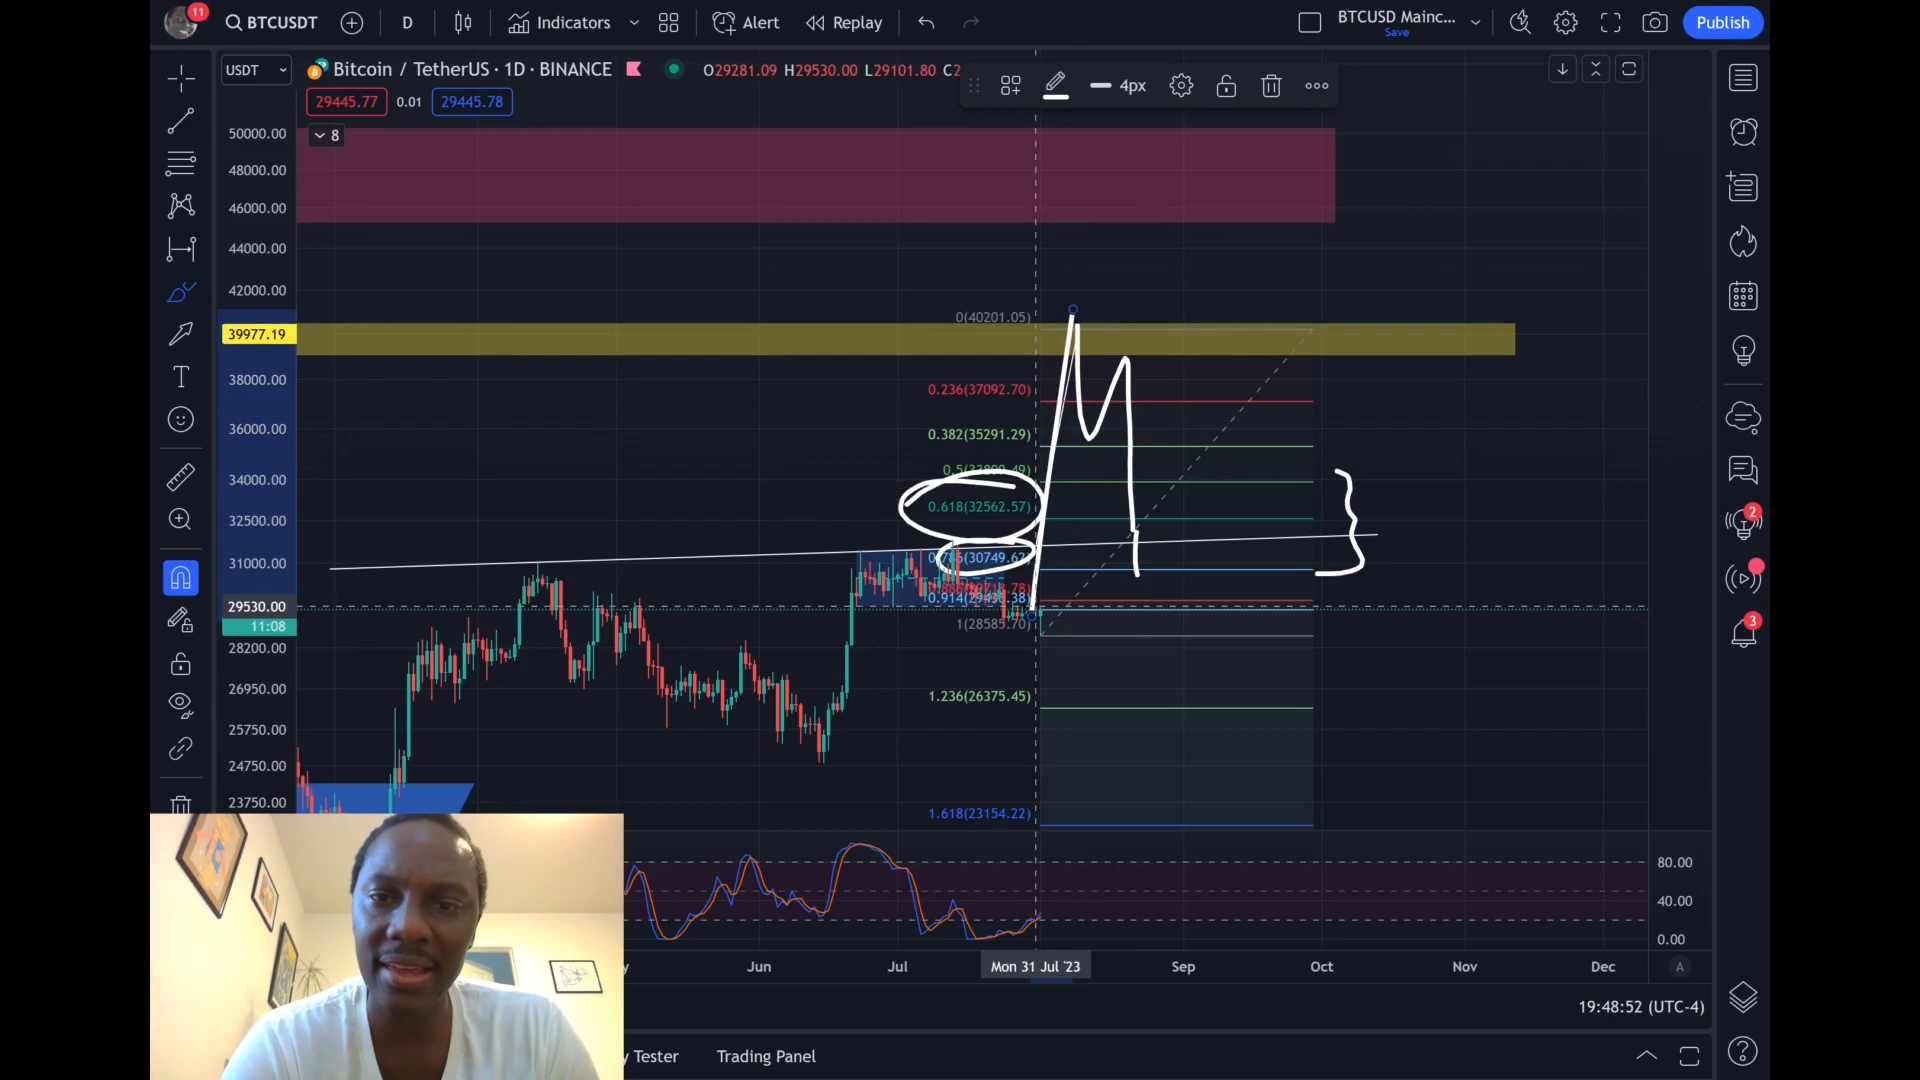 11
BTCUSDT
D
Indicators
Alert
Replay
BTCUSD Mainc...
Save
Publish
USDT
Bitcoin / TetherUS · 1D · BINANCE
O29281.09 H29530.00 L29101.80 C2
4px
29445.77
0.01
29445.78
8
50000.00
48000.00
46000.00
44000.00
42000.00
39977.19
38000.00
36000.00
34000.00
32500.00
31000.00
29530.00
11:08
28200.00
26950.00
25750.00
24750.00
23750.00
0(40201.05)
0.236(37092.70)
0.382(35291.29)
0.618(32562.57)
1(28585.70)
1.236(26375.45)
1.618(23154.22)
80.00
40.00
0.00
Jun
Jul
Mon 31 Jul '23
Sep
Oct
Nov
Dec
A
19:48:52 (UTC-4)
y Tester
Trading Panel
2
3